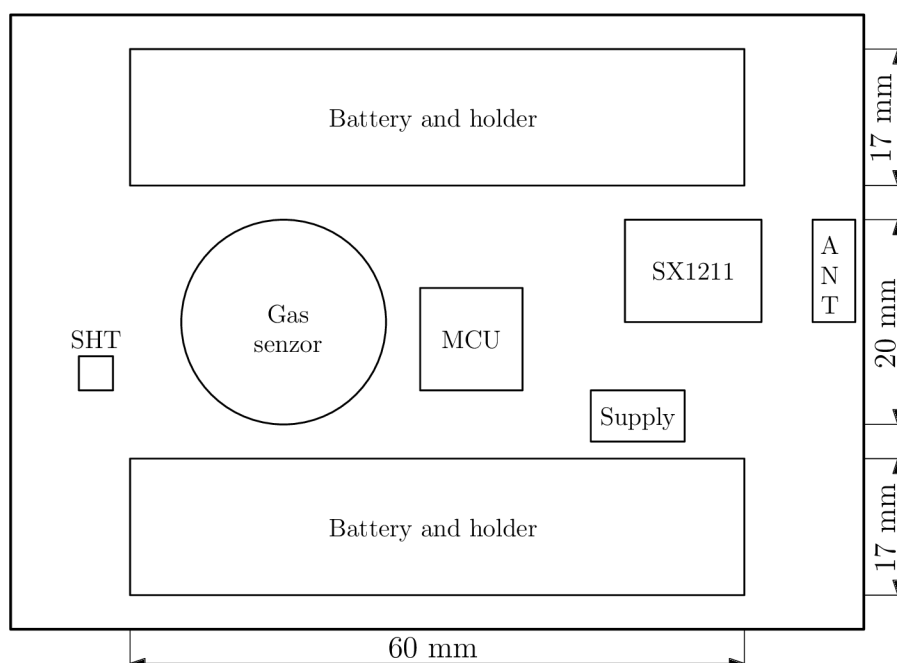 Battery and holder
17 mm
SX1211
A
N
T
Gas
senzor
MCU
SHT
20 mm
Supply
Battery and holder
17 mm
60 mm